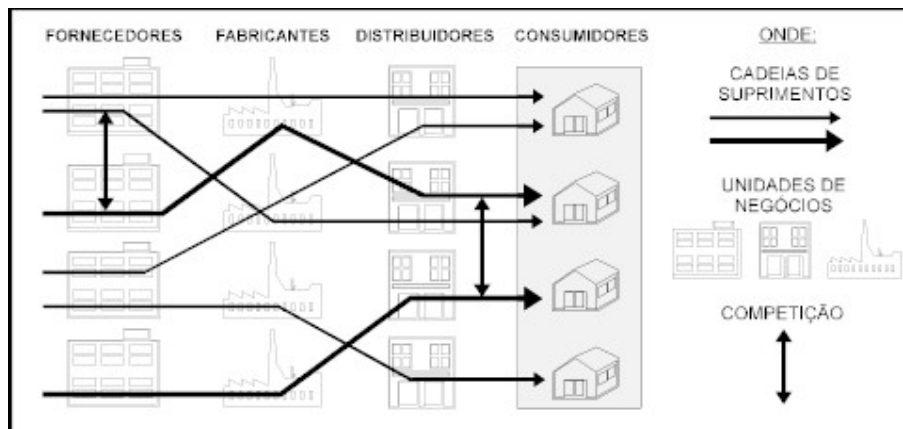 FORNECEDORES FABRICANTES DISTRIBUIDORES CONSUMIDORES
ONDE:
CADEIAS DE
SUPRIMENTOS
UNIDADES DE
NEGÓCIOS
COMPETIÇÃO